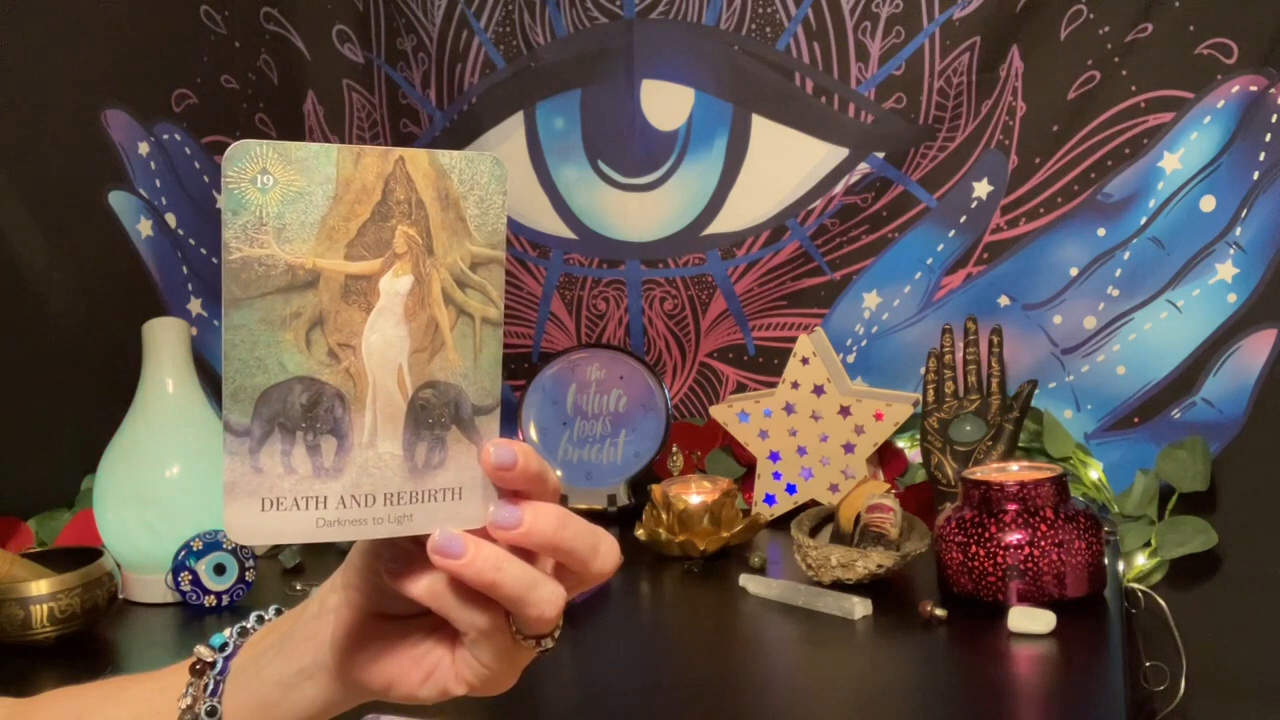 19
DEATH AND REBIRTH
Darkness to Light
the
future
looks
bright